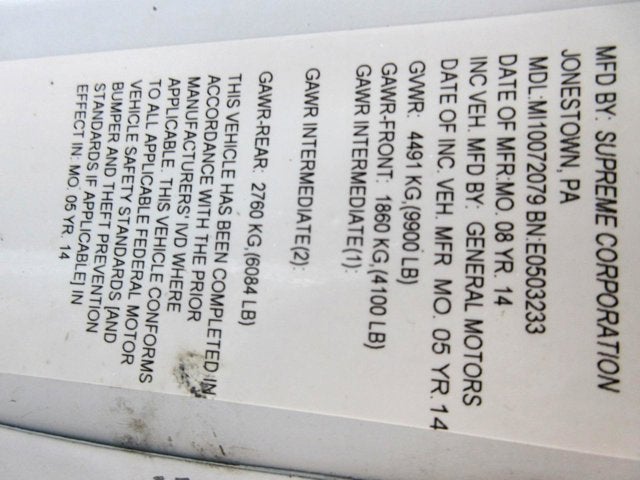 MFD BY: SUPREME CORPORATION
JONESTOWN, PA
MDL:MI10072079 BN:E0503233
DATE OF MFR:MO. 08 YR. 14
INC VEH. MFD BY: GENERAL MOTORS
DATE OF INC. VEH. MFR MO. 05 YR. 14
GVWR: 4491 KG,(9900 LB)
GAWR-FRONT: 1860 KG,(4100 LB)
GAWR INTERMEDIATE(1):
GAWR INTERMEDIATE(2):
GAWR-REAR: 2760 KG,(6084 LB)
THIS VEHICLE HAS BEEN COMPLETED IN
ACCORDANCE WITH THE PRIOR
MANUFACTURERS' IVD WHERE
APPLICABLE. THIS VEHICLE CONFORMS
TO ALL APPLICABLE FEDERAL MOTOR
VEHICLE SAFETY STANDARDS [AND
BUMPER AND THEFT PREVENTION
STANDARDS IF APPLICABLE] IN
EFFECT IN: MO. 05 YR. 14